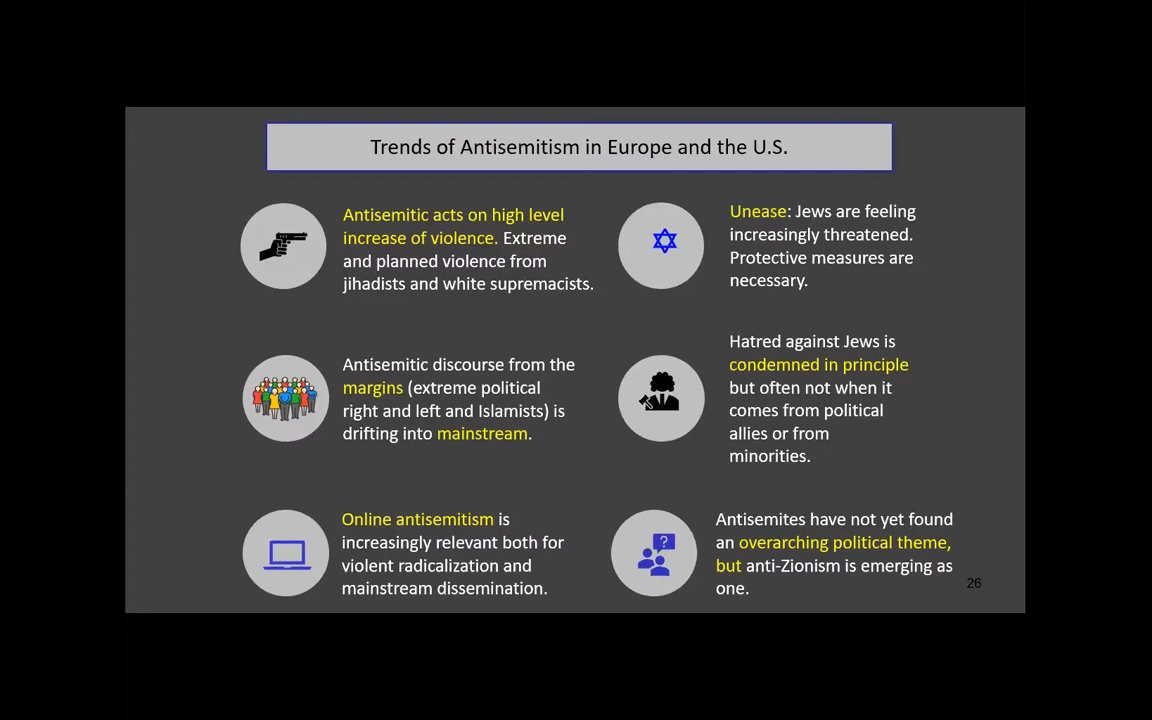 Trends of Antisemitism in Europe and the U.S.
Antisemitic acts on high level
increase of violence. Extreme
and planned violence from
jihadists and white supremacists.
Unease: Jews are feeling
increasingly threatened.
Protective measures are
necessary.
Antisemitic discourse from the
margins (extreme political
right and left and Islamists) is
drifting into mainstream.
Hatred against Jews is
condemned in principle
but often not when it
comes from political
allies or from
minorities.
Online antisemitism is
increasingly relevant both for
violent radicalization and
mainstream dissemination.
?
Antisemites have not yet found
an overarching political theme,
but anti-Zionism is emerging as
one.
26